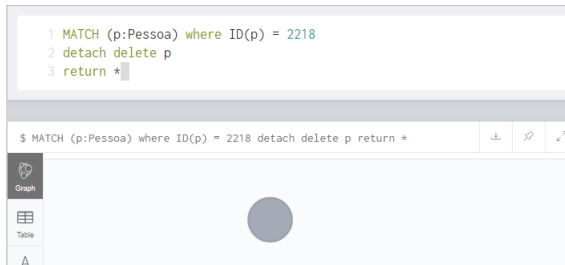 1 MATCH (p:Pessoa) where ID(p) = 2218
2 detach delete p
3 return *
$ MATCH (p:Pessoa) where ID(p) = 2218 detach delete p return *
Graph
Table
A